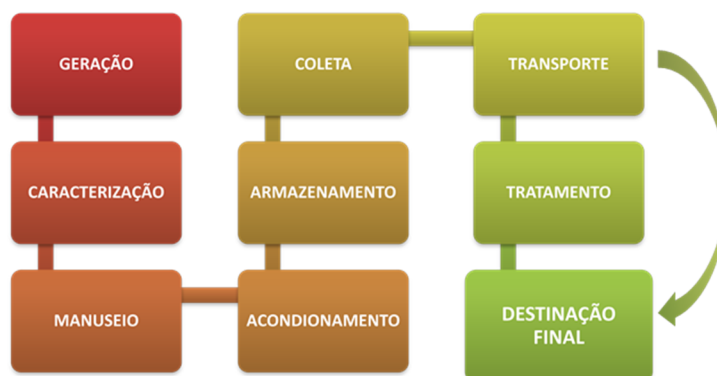 GERAÇÃO
CARACTERIZAÇÃO
MANUSEIO
ACONDIONAMENTO
ARMAZENAMENTO
COLETA
TRANSPORTE
TRATAMENTO
DESTINAÇÃO
FINAL